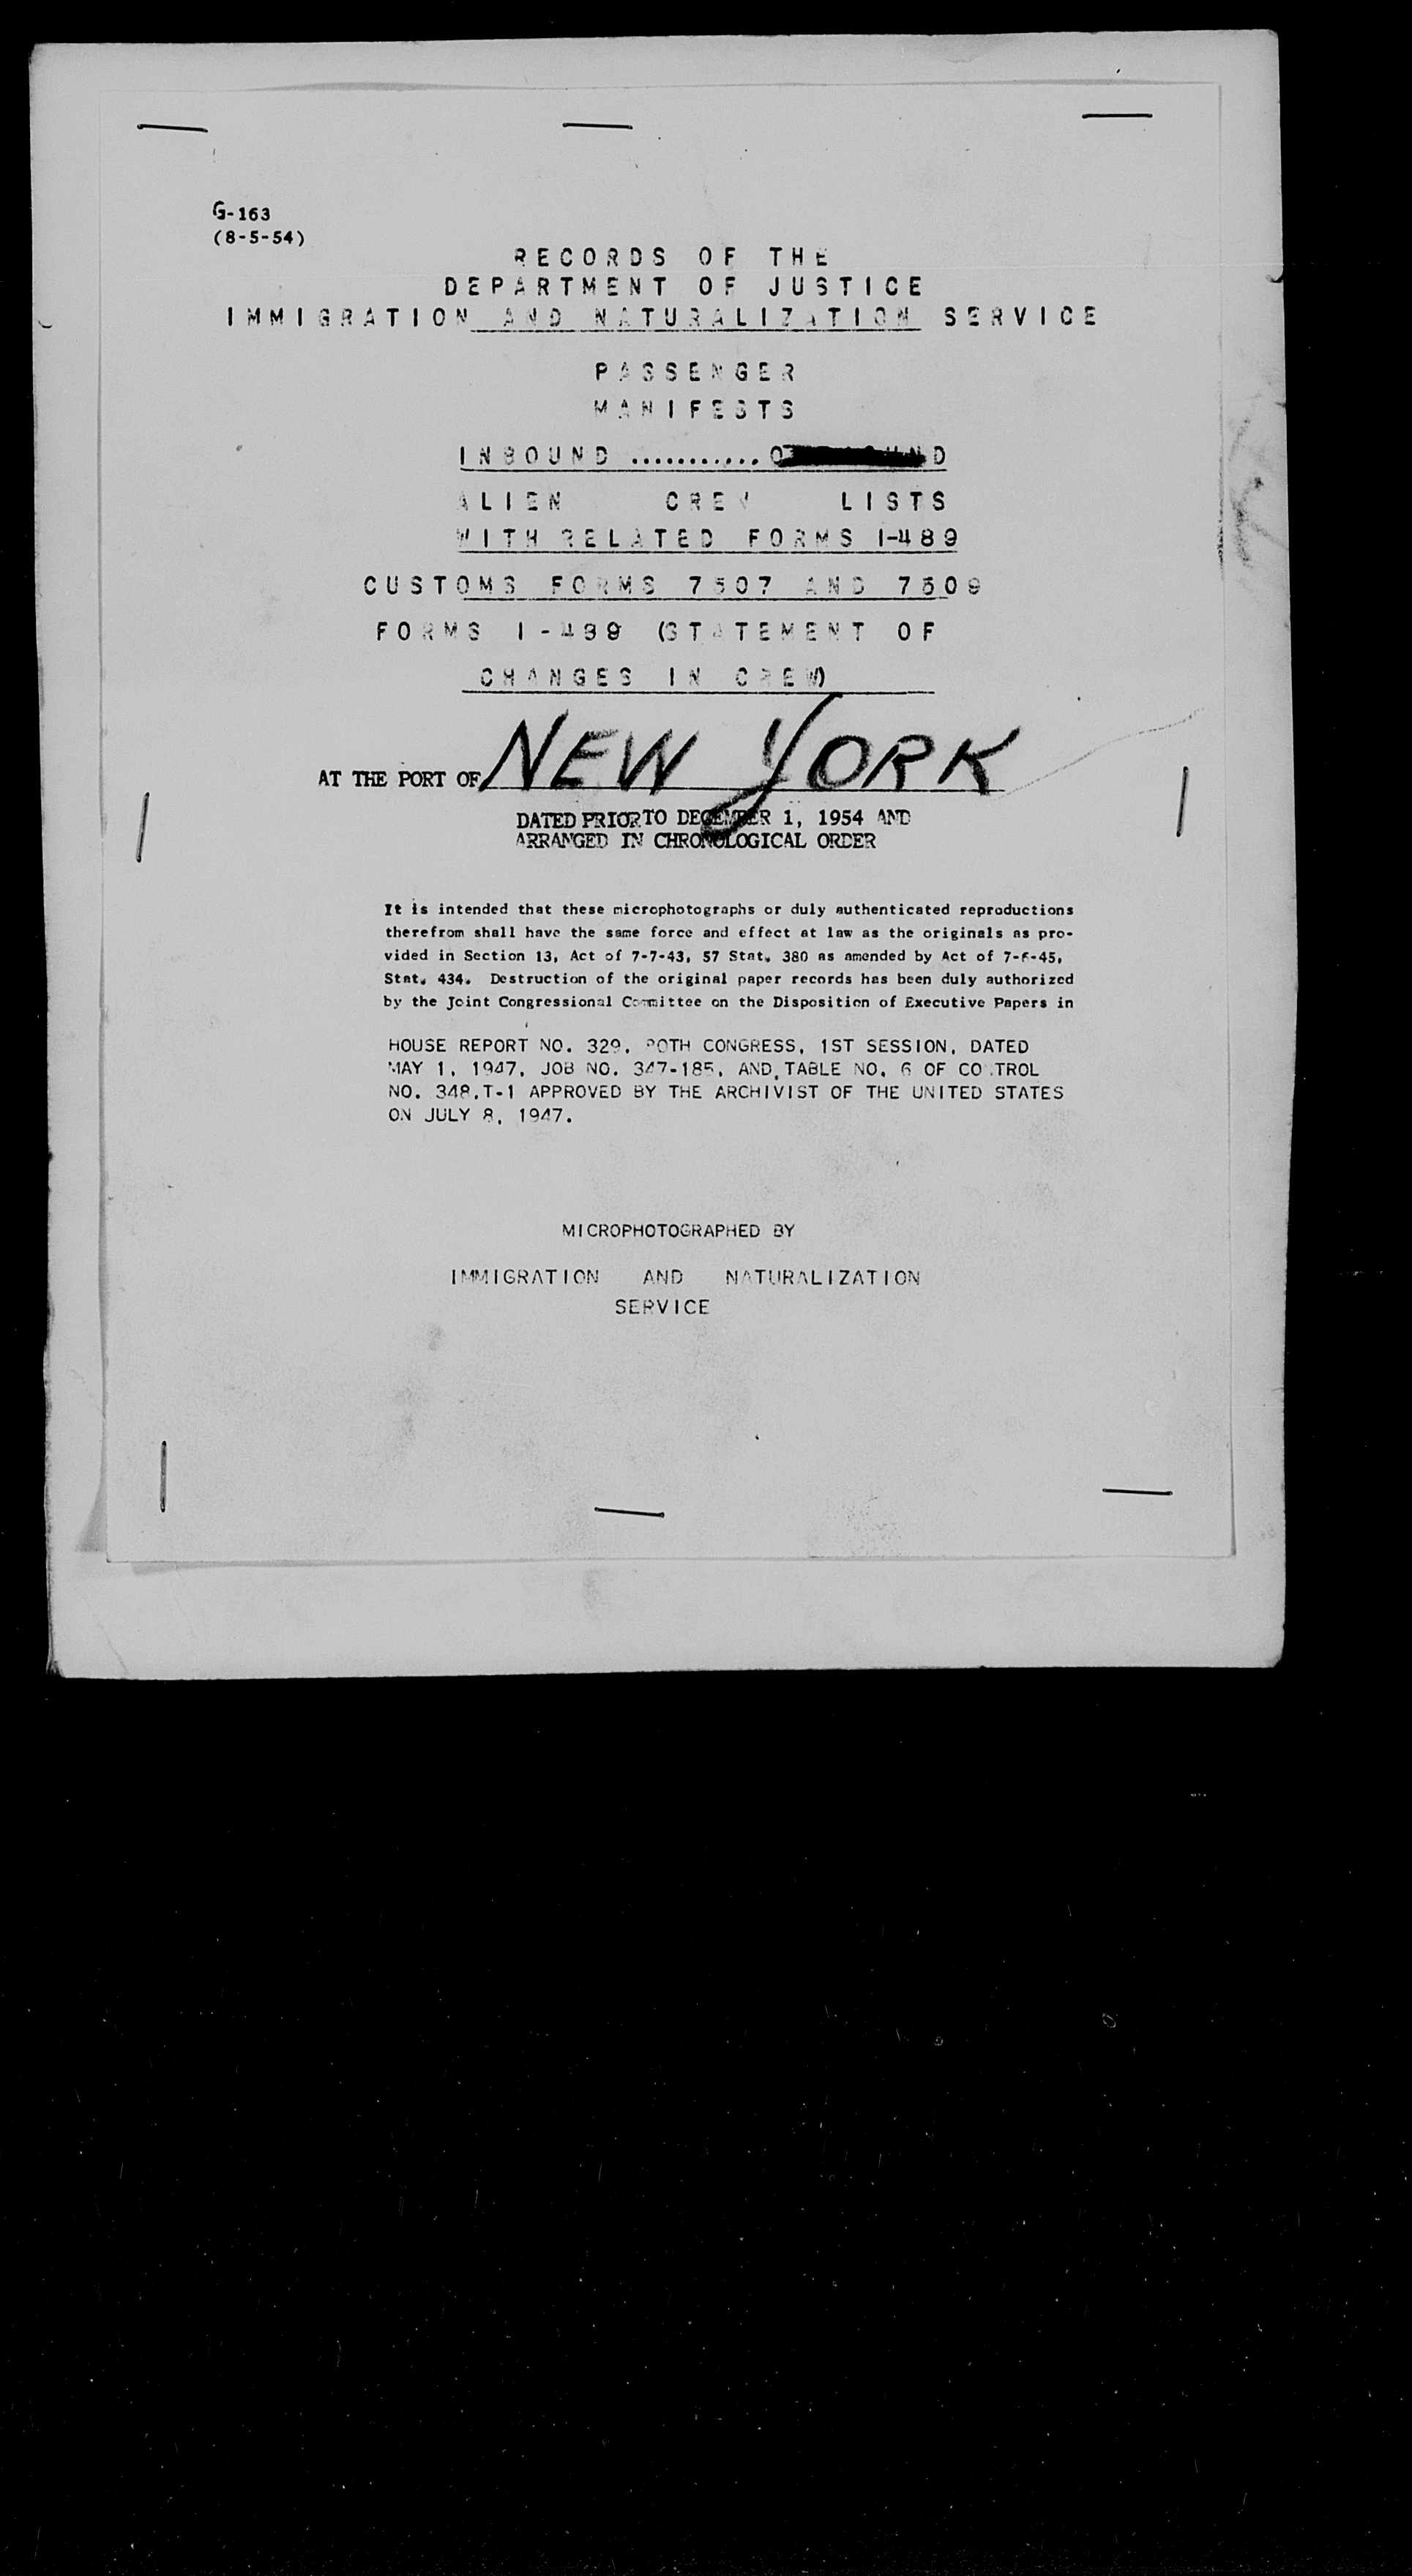 G-163
(8-5-54)
RECORDS OF THE
DEPARTMENT OF JUSTICE
IMMIGRATION AND NATURALIZATION SERVICE
PASSENGER
MANIFESTS
INBOUND ...........
ALIEN CREW LISTS
WITH RELATED FORMS I-489
CUSTOMS FORMS 7507 AND 7509
FORMS I-489 (STATEMENT OF
CHANGES IN CREW)
AT THE PORT OF NEW YORK
DATED PRIOR TO DECEMBER 1, 1954 AND
ARRANGED IN CHRONOLOGICAL ORDER
It is intended that these microphotographs or duly authenticated reproductions
therefrom shall have the same force and effect at law as the originals as pro-
vided in Section 13, Act of 7-7-43, 57 Stat. 380 as amended by Act of 7-6-45,
Stat. 434. Destruction of the original paper records has been duly authorized
by the Joint Congressional Committee on the Disposition of Executive Papers in
HOUSE REPORT NO. 329, 80TH CONGRESS, 1ST SESSION, DATED
MAY 1, 1947, JOB NO. 347-185, AND TABLE NO. 6 OF CONTROL
NO. 348.T-1 APPROVED BY THE ARCHIVIST OF THE UNITED STATES
ON JULY 8, 1947.
MICROPHOTOGRAPHED BY
IMMIGRATION AND NATURALIZATION
SERVICE